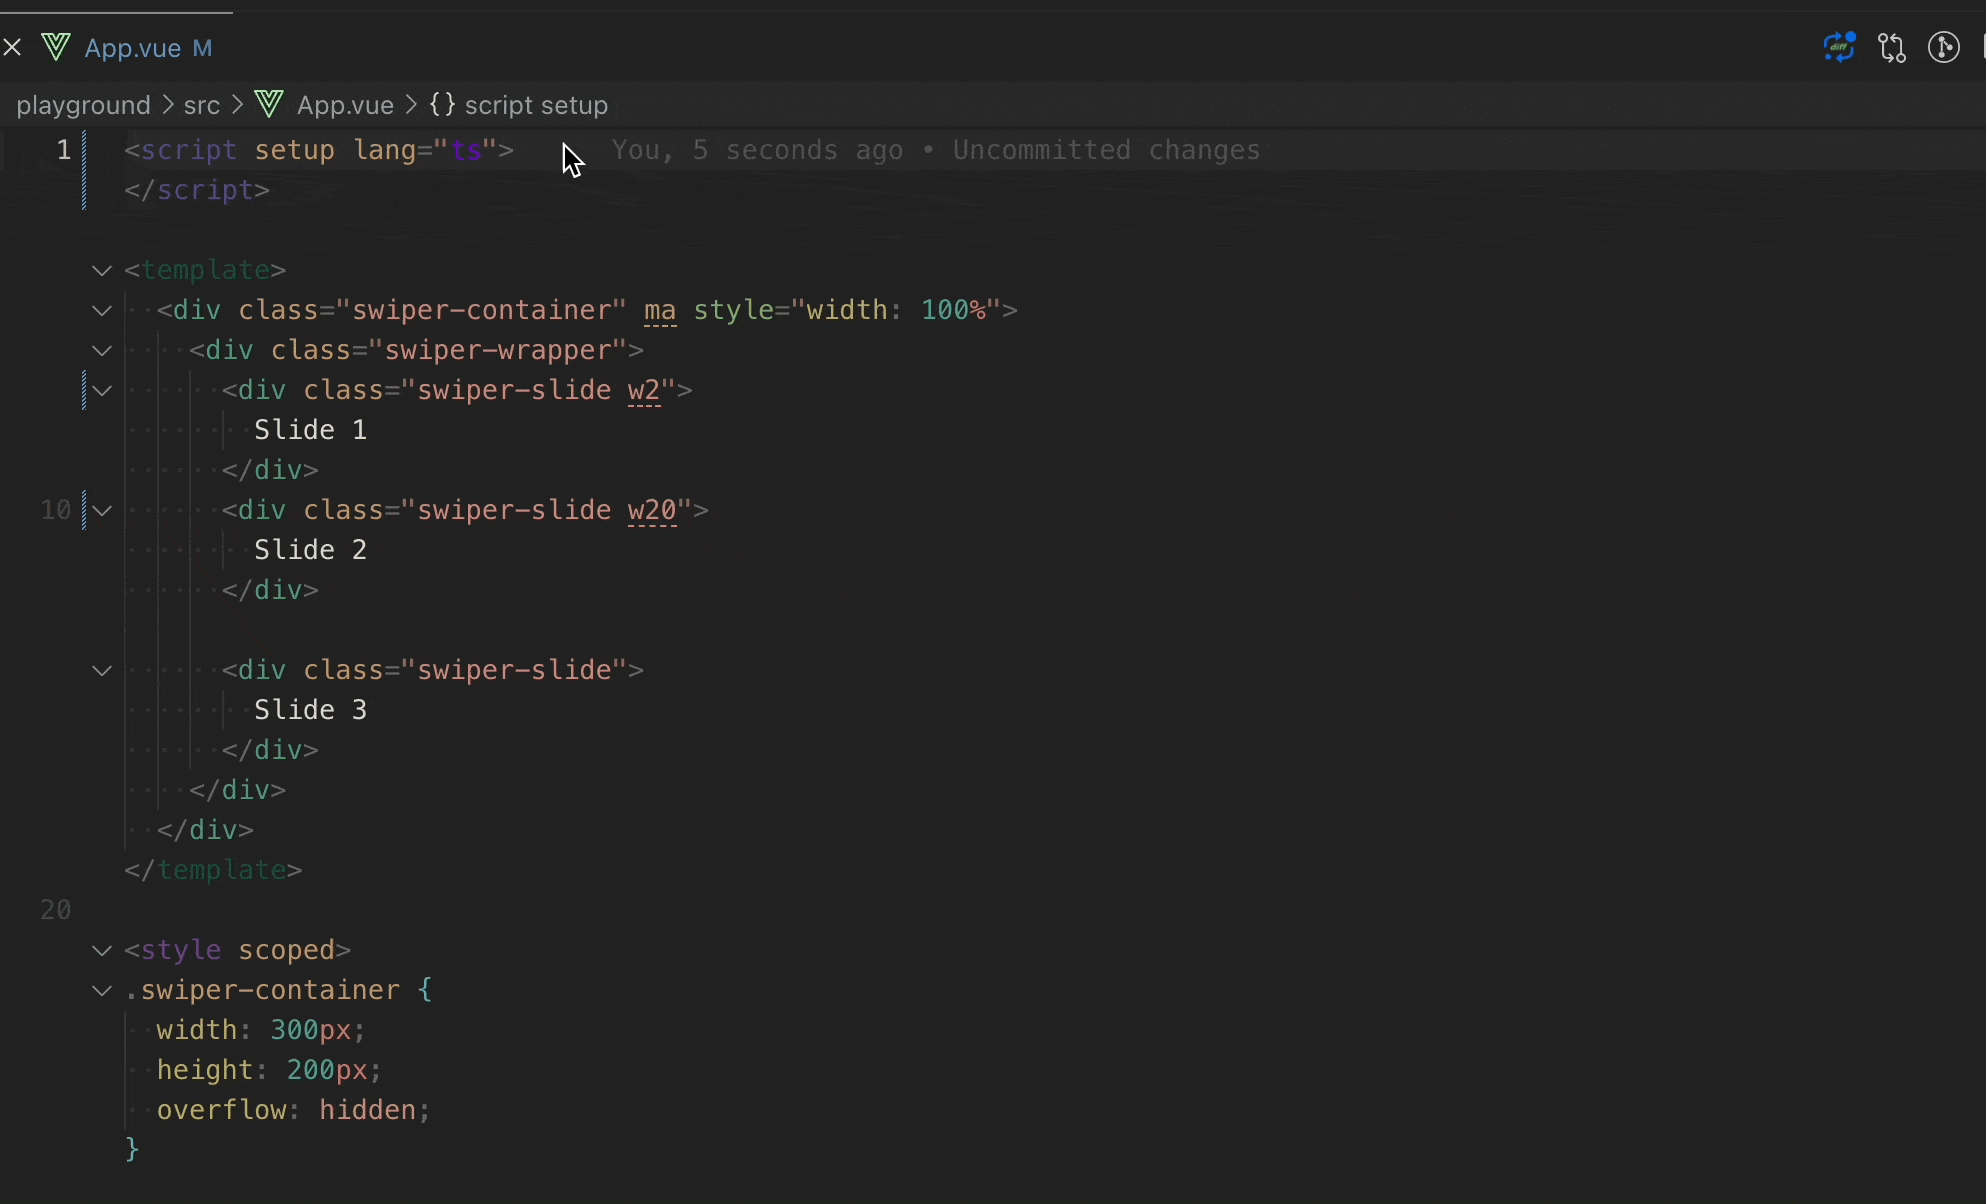 App.vue M
playground > src > App.vue > {} script setup
1 <script setup lang="ts"> You, 5 seconds ago • Uncommitted changes
</script>
<template>
<div class="swiper-container" ma style="width: 100%">
<div class="swiper-wrapper">
<div class="swiper-slide w2">
Slide 1
</div>
10 <div class="swiper-slide w20">
Slide 2
</div>
<div class="swiper-slide">
Slide 3
</div>
</div>
</div>
</template>
20
<style scoped>
.swiper-container {
width: 300px;
height: 200px;
overflow: hidden;
}